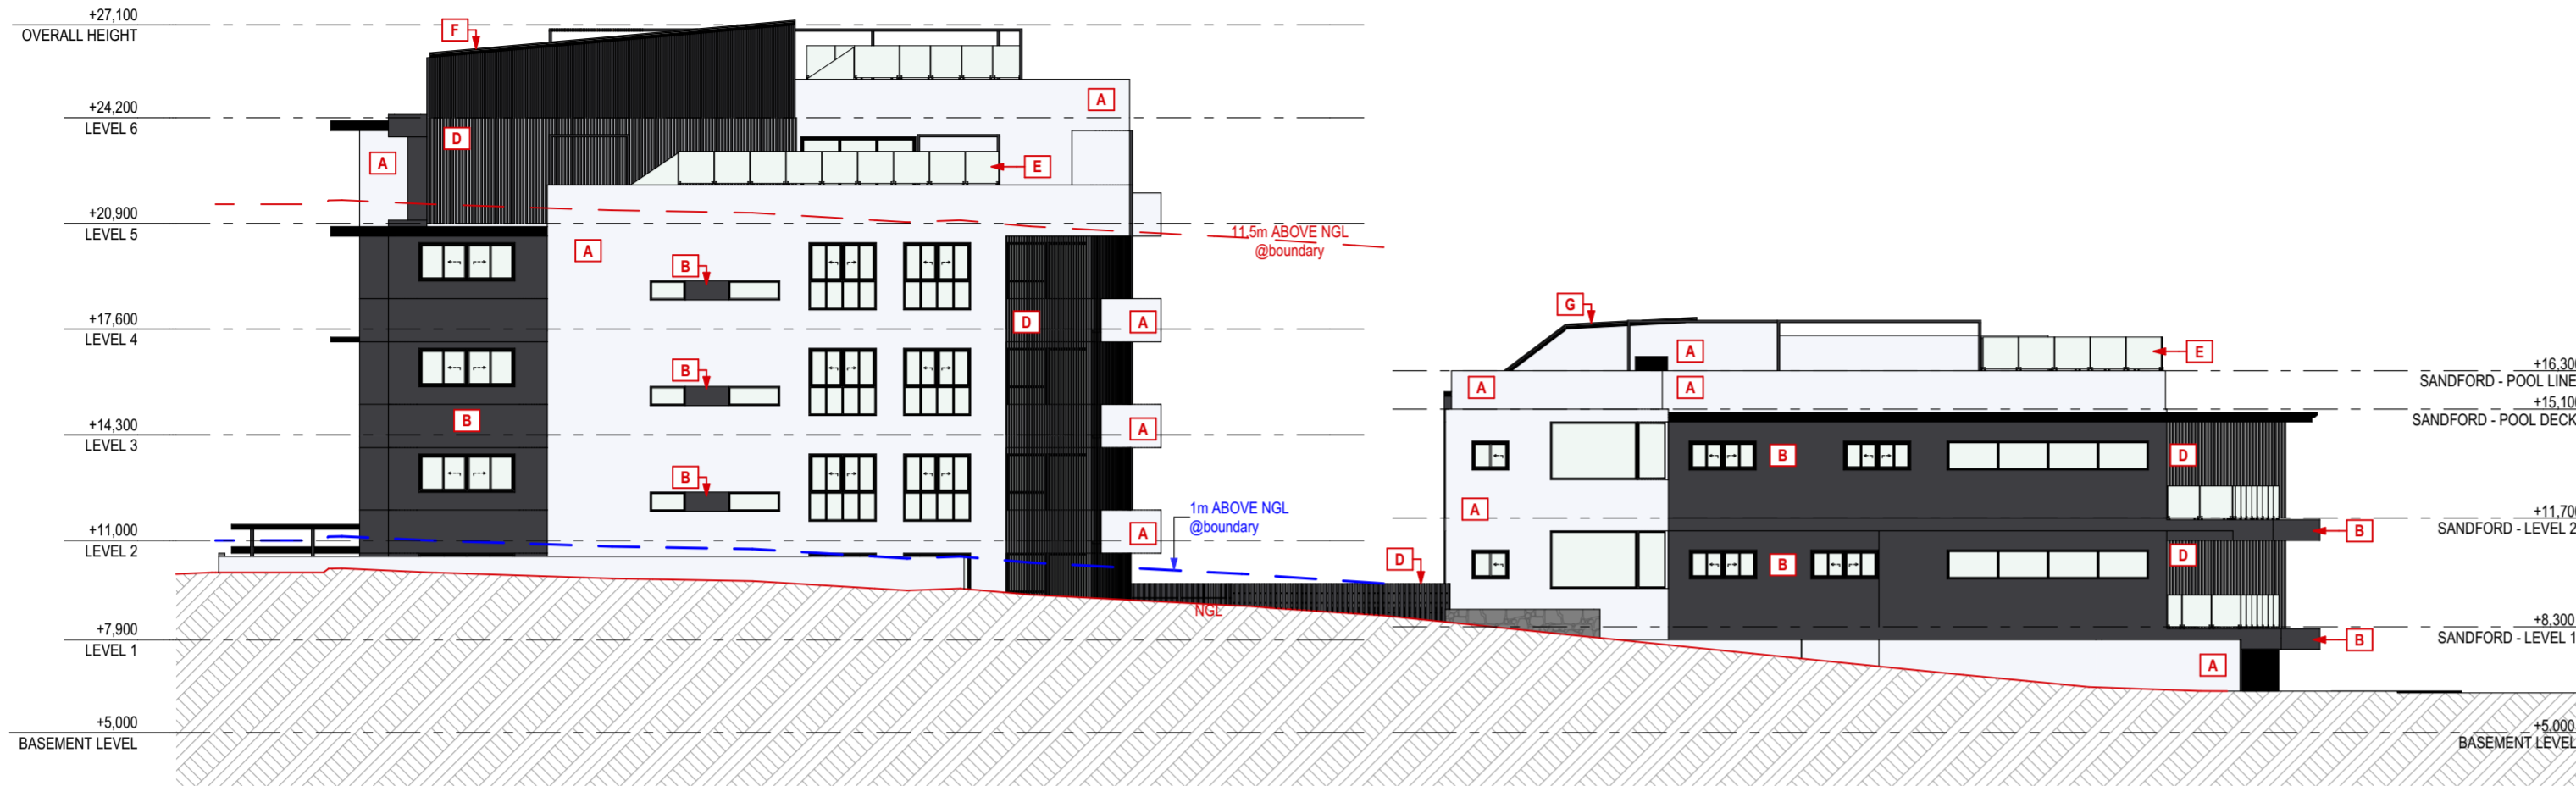 +27,100
OVERALL HEIGHT
F
A
+24,200
LEVEL 6
D
A
E
+20,900
LEVEL 5
11.5m ABOVE NGL
@boundary
A
B
G
+17,600
LEVEL 4
D
A
A
E
+16,300
SANDFORD - POOL LINE
B
A
A
+15,100
SANDFORD - POOL DECK
+14,300
LEVEL 3
B
A
B
D
B
1m ABOVE NGL
@boundary
A
+11,700
SANDFORD - LEVEL 2
B
+11,000
LEVEL 2
A
D
B
D
NGL
+8,300
SANDFORD - LEVEL 1
B
+7,900
LEVEL 1
A
+5,000
BASEMENT LEVEL
+5,000
BASEMENT LEVEL